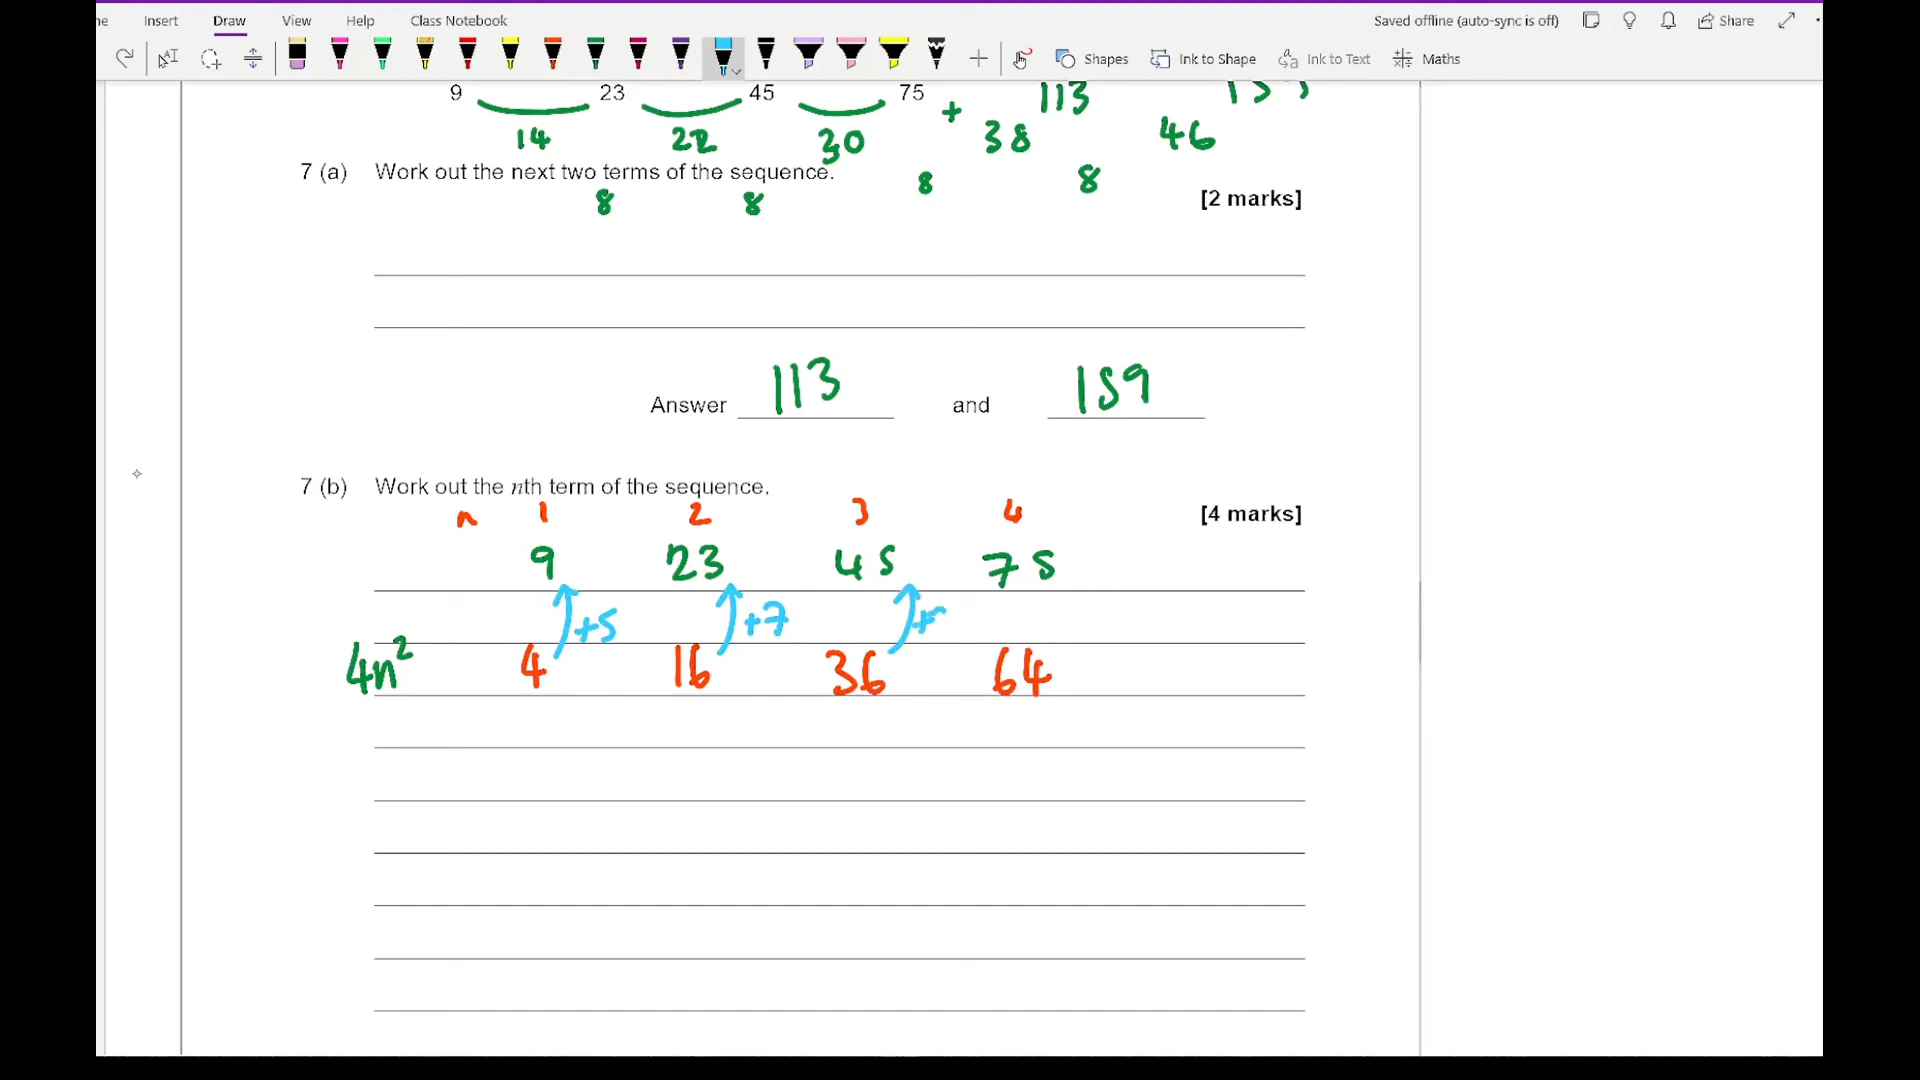 Insert Draw View Help Class Notebook Saved offline (auto-sync is off) Share
Shapes Ink to Shape Ink to Text Maths
9 23 45 75 + 113
14 22 30 38 46
7 (a) Work out the next two terms of the sequence.
8 8 8 8
[2 marks]
Answer 113 and 159
7 (b) Work out the nth term of the sequence.
n 1 2 3 4
[4 marks]
9 23 45 75
+5 +7 +
4n² 4 16 36 64